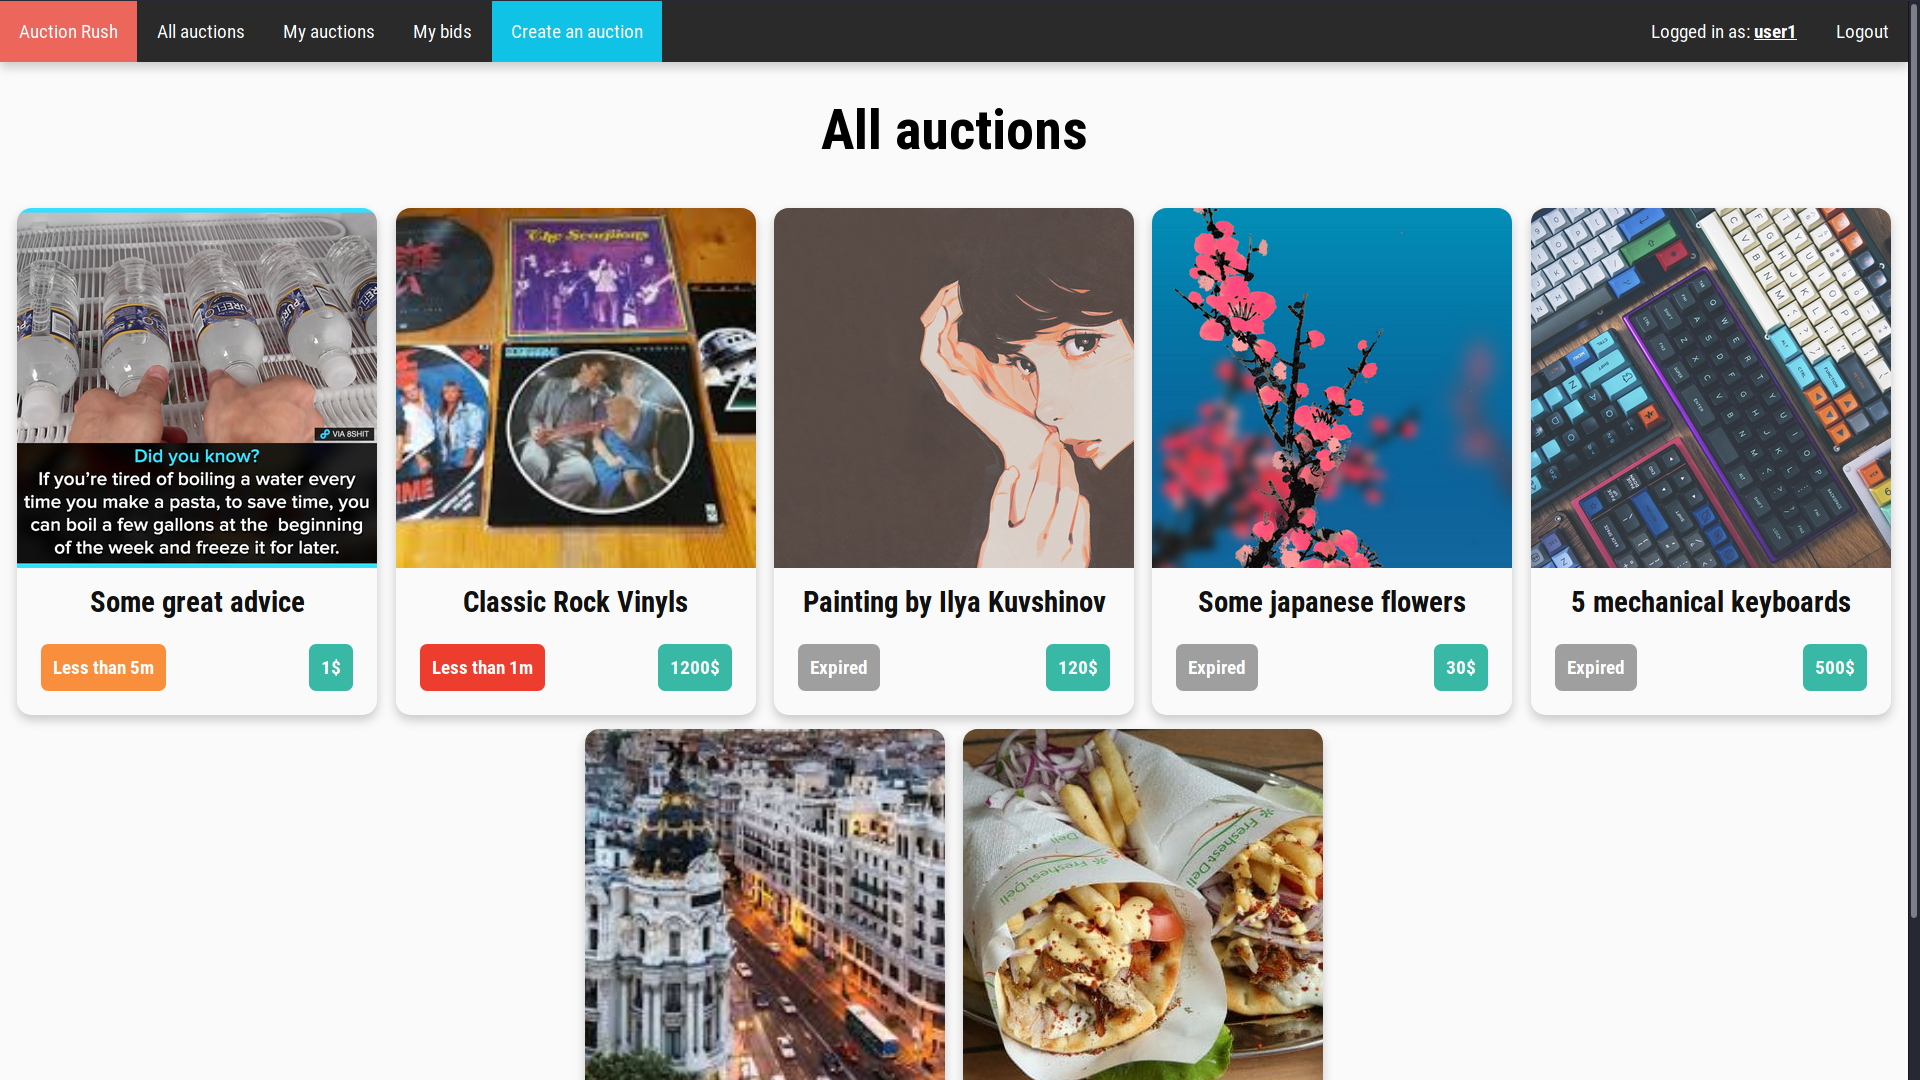 Auction Rush
All auctions
My auctions
My bids
Create an auction
Logged in as: user1
Logout
All auctions
VIA 8SHIT
Did you know?
If you're tired of boiling a water every
time you make a pasta, to save time, you
can boil a few gallons at the beginning
of the week and freeze it for later.
Some great advice
Less than 5m
1$
The Scorpions
Classic Rock Vinyls
Less than 1m
1200$
Painting by Ilya Kuvshinov
Expired
120$
Some japanese flowers
Expired
30$
5 mechanical keyboards
Expired
500$
Freshest Deli
Freshest Deli